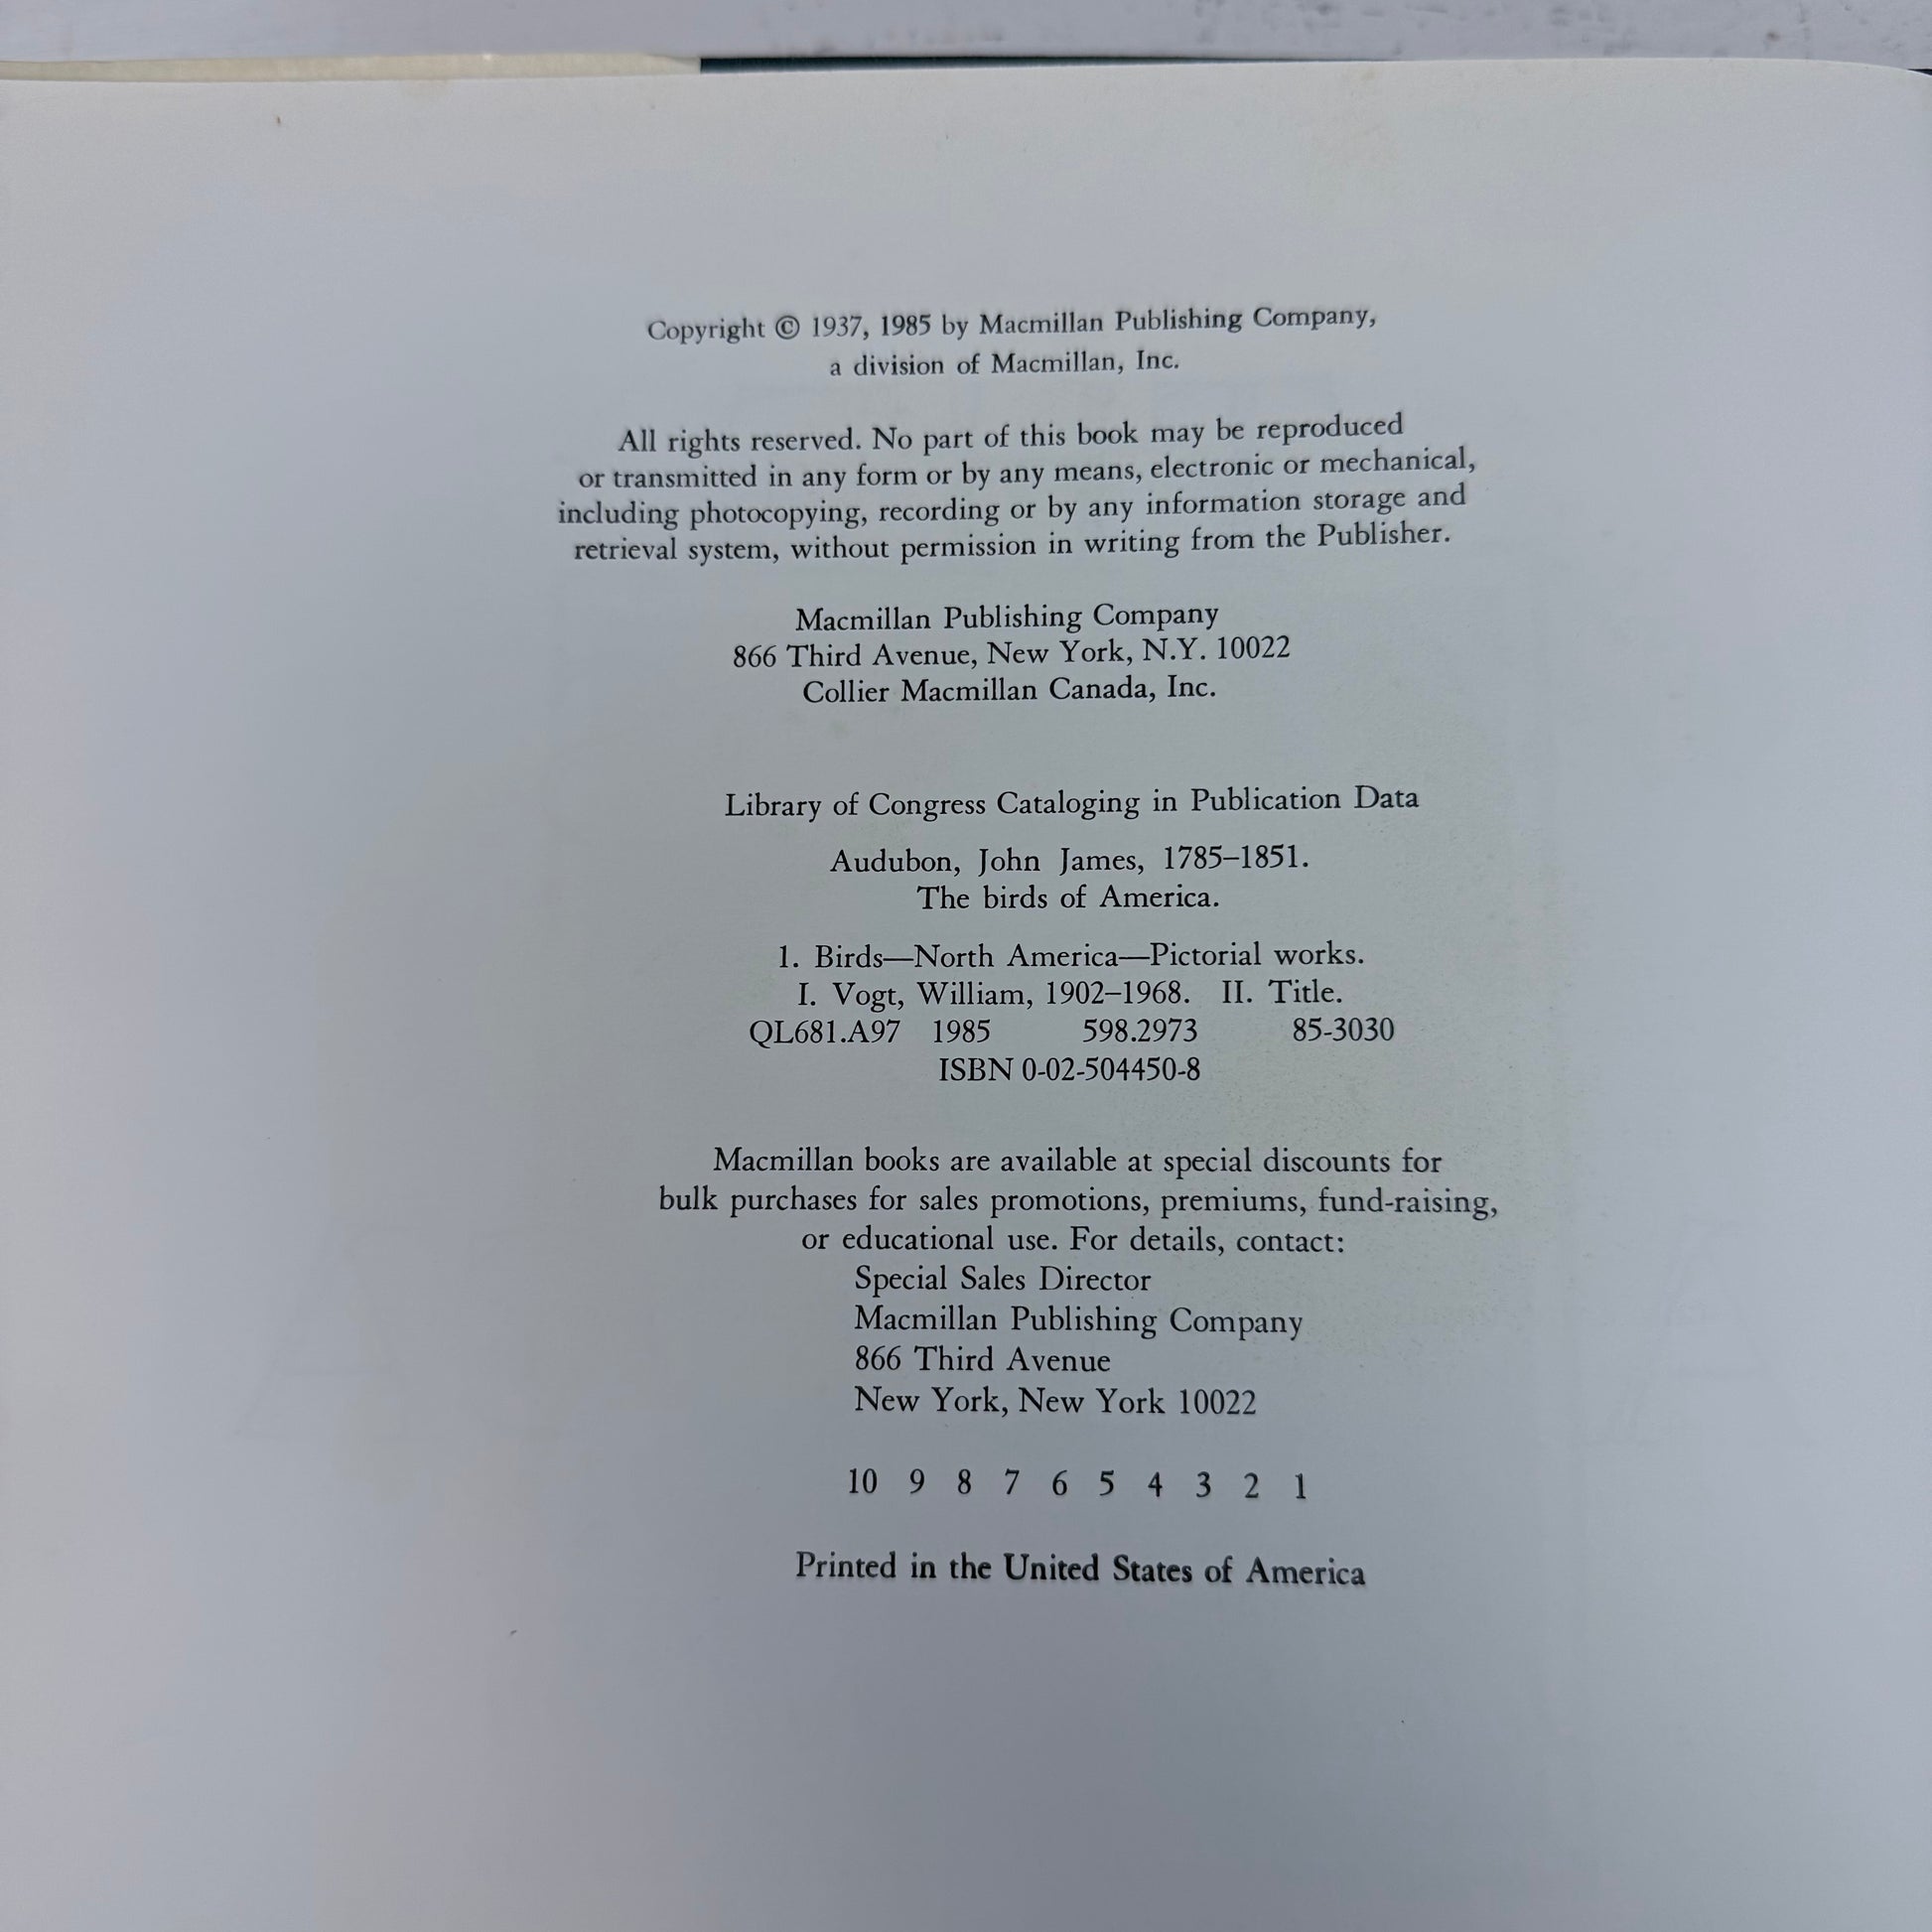 Copyright © 1937, 1985 by Macmillan Publishing Company,
a division of Macmillan, Inc.
All rights reserved. No part of this book may be reproduced
or transmitted in any form or by any means, electronic or mechanical,
including photocopying, recording or by any information storage and
retrieval system, without permission in writing from the Publisher.
Macmillan Publishing Company
866 Third Avenue, New York, N.Y. 10022
Collier Macmillan Canada, Inc.
Library of Congress Cataloging in Publication Data
Audubon, John James, 1785–1851.
The birds of America.
1. Birds—North America—Pictorial works.
I. Vogt, William, 1902–1968. II. Title.
QL681.A97 1985 598.2973 85-3030
ISBN 0-02-504450-8
Macmillan books are available at special discounts for
bulk purchases for sales promotions, premiums, fund-raising,
or educational use. For details, contact:
Special Sales Director
Macmillan Publishing Company
866 Third Avenue
New York, New York 10022
10 9 8 7 6 5 4 3 2 1
Printed in the United States of America